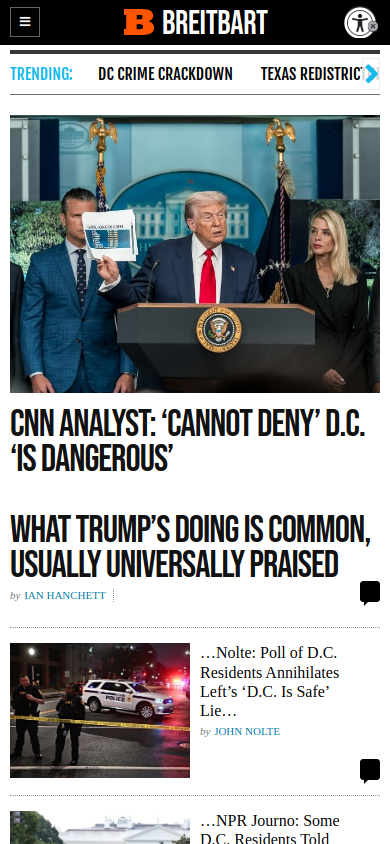 BREITBART
TRENDING:
DC CRIME CRACKDOWN
TEXAS REDISTRICT
CNN ANALYST: ‘CANNOT DENY’ D.C.
‘IS DANGEROUS’
WHAT TRUMP’S DOING IS COMMON,
USUALLY UNIVERSALLY PRAISED
by IAN HANCHETT
POLICE
…Nolte: Poll of D.C.
Residents Annihilates
Left’s ‘D.C. Is Safe’
Lie…
by JOHN NOLTE
…NPR Journo: Some
D.C. Residents Told